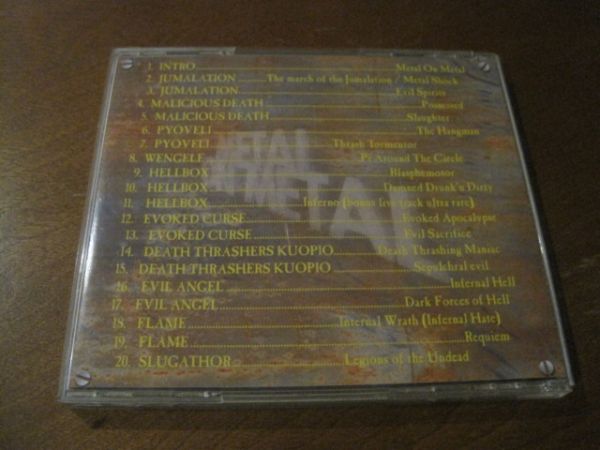 1. INTRO Metal On Metal
2. JUMALATION The march of the Jumalation / Metal Shock
3. JUMALATION Evil Spirits
4. MALICIOUS DEATH Possessed
5. MALICIOUS DEATH Slaughter
6. PYOVELI The Hangman
7. PYOVELI Thrash Tormentor
8. WENGELE Pi Around The Circle
9. HELLBOX Blasphemotor
10. HELLBOX Damned Drunk'n Dirty
11. HELLBOX Inferno (bonus live track ultra rare)
12. EVOKED CURSE Evoked Apocalypse
13. EVOKED CURSE Evil Sacrifice
14. DEATH THRASHERS KUOPIO Death Thrashing Maniac
15. DEATH THRASHERS KUOPIO Sepulchral evil
16. EVIL ANGEL Infernal Hell
17. EVIL ANGEL Dark Forces of Hell
18. FLAME Internal Wrath (Infernal Hate)
19. FLAME Requiem
20. SLUGATHOR Legions of the Undead
METAL
METAL